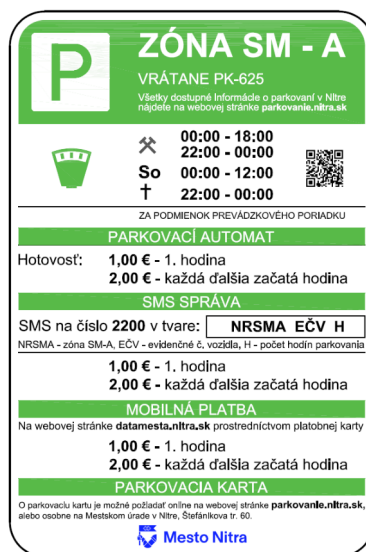 P
ZÓNA SM - A
VRÁTANE PK-625
Všetky dostupné informácie o parkovaní v Nitre
nájdete na webovej stránke parkovanie.nitra.sk
00:00 - 18:00
22:00 - 00:00
So 00:00 - 12:00
22:00 - 00:00
ZA PODMIENOK PREVÁDZKOVÉHO PORIADKU
PARKOVACÍ AUTOMAT
Hotovosť: 1,00 € - 1. hodina
2,00 € - každá ďalšia začatá hodina
SMS SPRÁVA
SMS na číslo 2200 v tvare: NRSMA EČV H
NRSMA - zóna SM-A, EČV - evidenčné č. vozidla, H - počet hodín parkovania
1,00 € - 1. hodina
2,00 € - každá ďalšia začatá hodina
MOBILNÁ PLATBA
Na webovej stránke datamesta.nitra.sk prostredníctvom platobnej karty
1,00 € - 1. hodina
2,00 € - každá ďalšia začatá hodina
PARKOVACIA KARTA
O parkovaciu kartu je možné požiadať online na webovej stránke parkovanie.nitra.sk,
alebo osobne na Mestskom úrade v Nitre, Štefánikova tr. 60.
Mesto Nitra